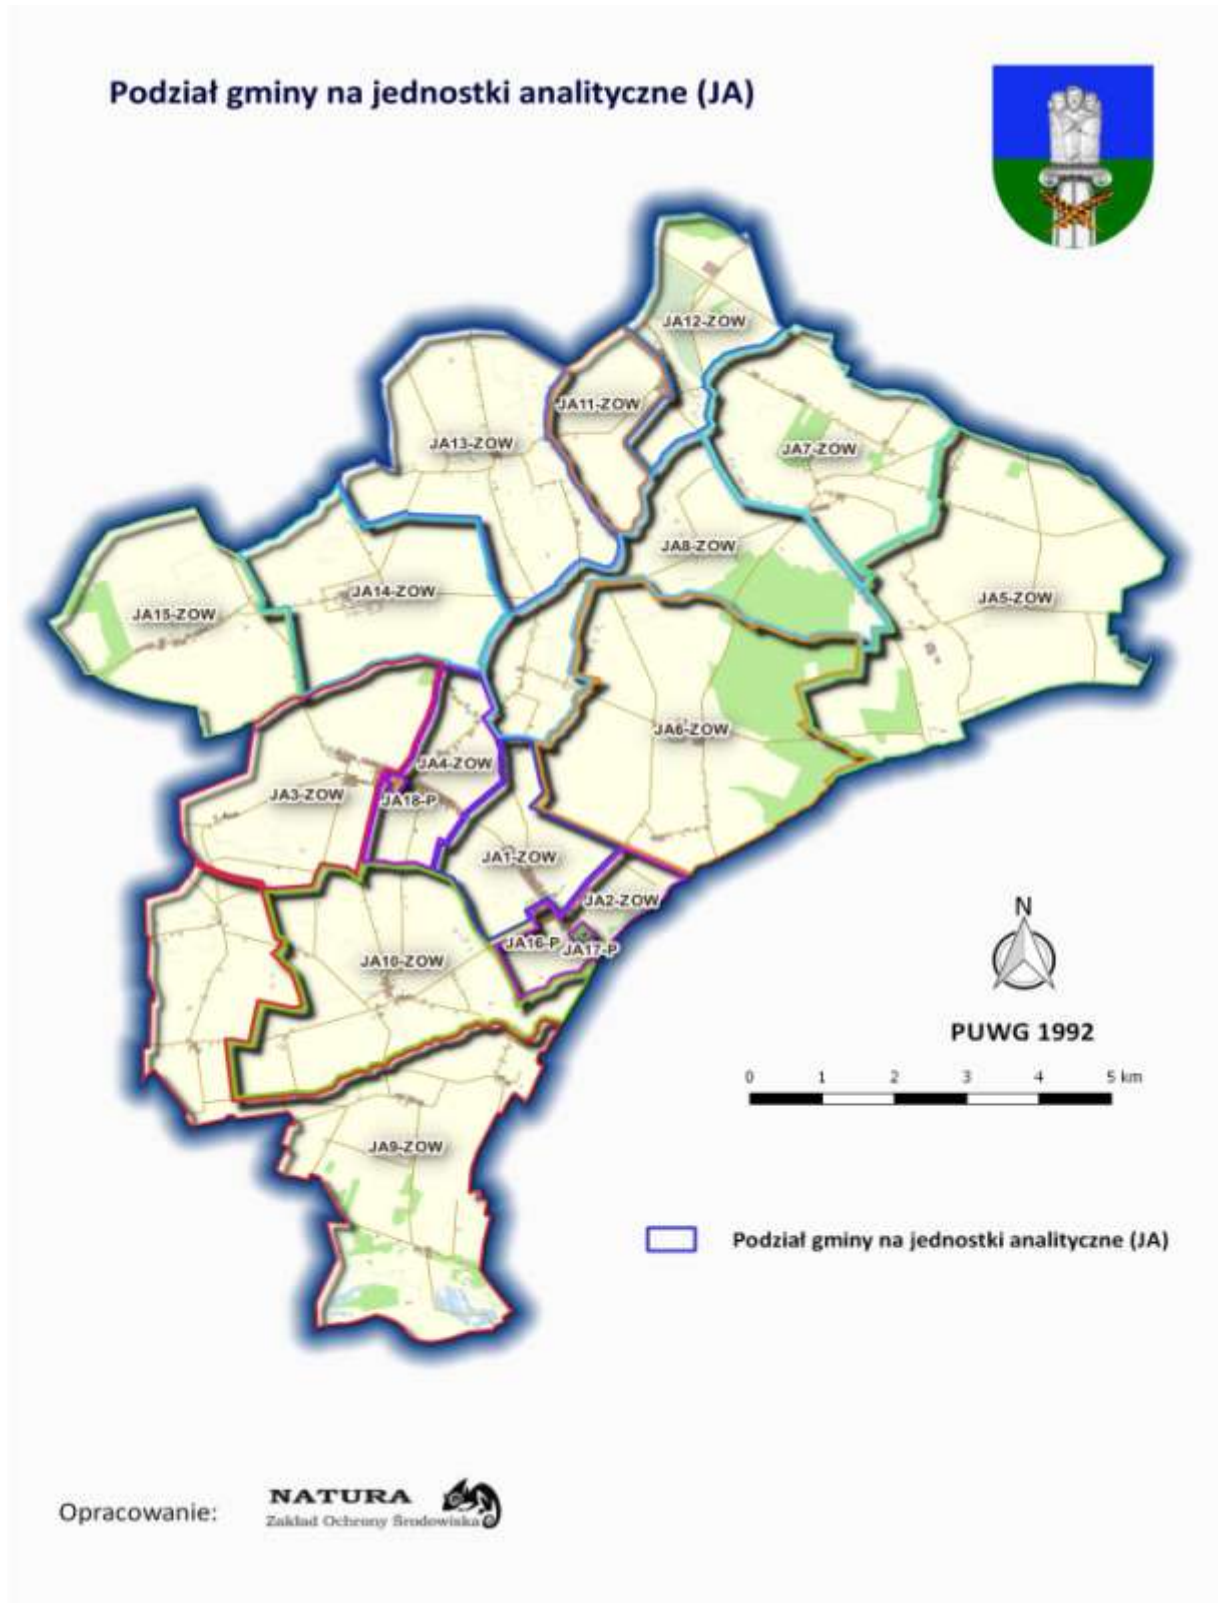 Podział gminy na jednostki analityczne (JA)
JA12-ZOW
JA11-ZOW
JA13-ZOW
JA7-ZOW
JA8-ZOW
JA14-ZOW
JA5-ZOW
JA15-ZOW
JA6-ZOW
JA4-ZOW
JA3-ZOW
JA18-P
JA1-ZOW
JA2-ZOW
JA16-P
JA17-P
JA10-ZOW
JA9-ZOW
N
PUWG 1992
0 1 2 3 4 5 km
Podział gminy na jednostki analityczne (JA)
Opracowanie:
NATURA
Zakład Ochrony Środowiska